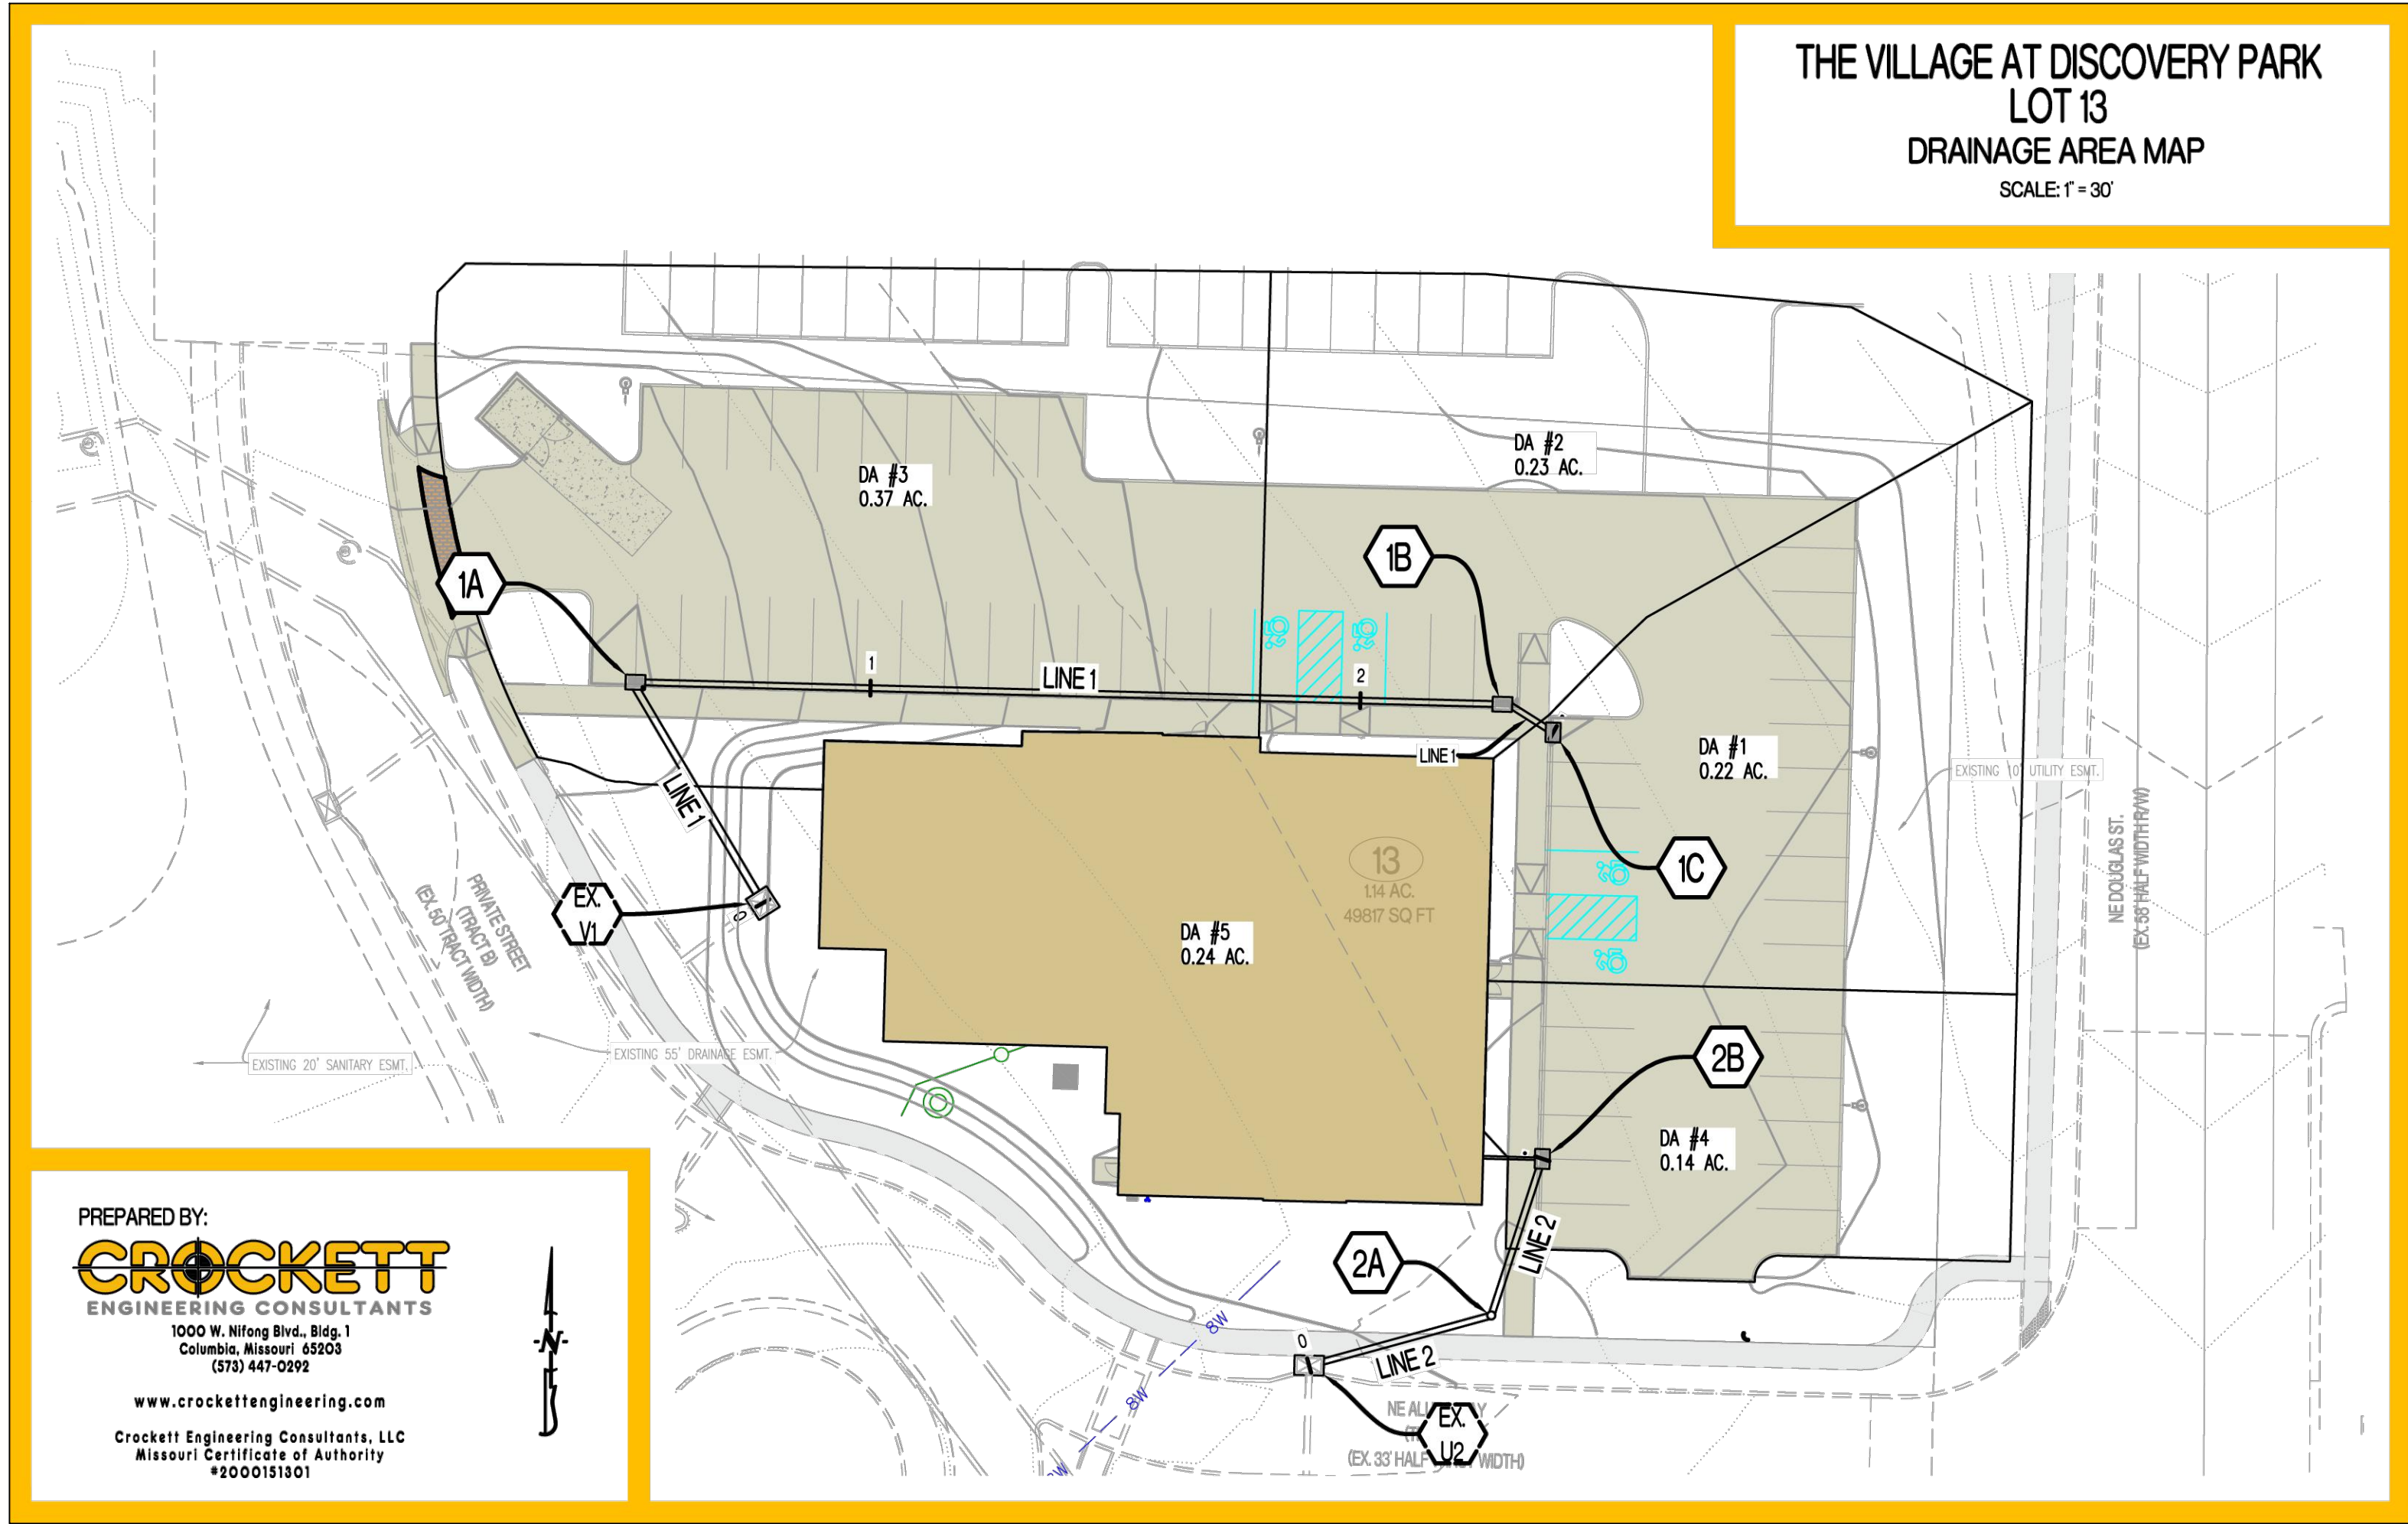 THE VILLAGE AT DISCOVERY PARK
LOT 13
DRAINAGE AREA MAP
SCALE: 1" = 30'
DA #2
0.23 AC.
DA #3
0.37 AC.
1B
1A
1
LINE 1
2
LINE 1
DA #1
0.22 AC.
EXISTING 10' UTILITY ESMT.
LINE 1
13
1.14 AC.
49817 SQ FT
1C
NE DOUGLAS ST.
(EX. 58' HALF WIDTH R/W)
EX.
V1
0
PRIVATE STREET
(TRACT B)
(EX. 50' TRACT WIDTH)
DA #5
0.24 AC.
EXISTING 20' SANITARY ESMT.
EXISTING 55' DRAINAGE ESMT.
2B
DA #4
0.14 AC.
2A
LINE 2
8W
0
LINE 2
8W
8W
NE AL
EX.
U2
(EX. 33' HALF WIDTH)
PREPARED BY:
CROCKETT
ENGINEERING CONSULTANTS
1000 W. Nifong Blvd., Bldg. 1
Columbia, Missouri 65203
(573) 447-0292
www.crockettengineering.com
Crockett Engineering Consultants, LLC
Missouri Certificate of Authority
#2000151301
-N-